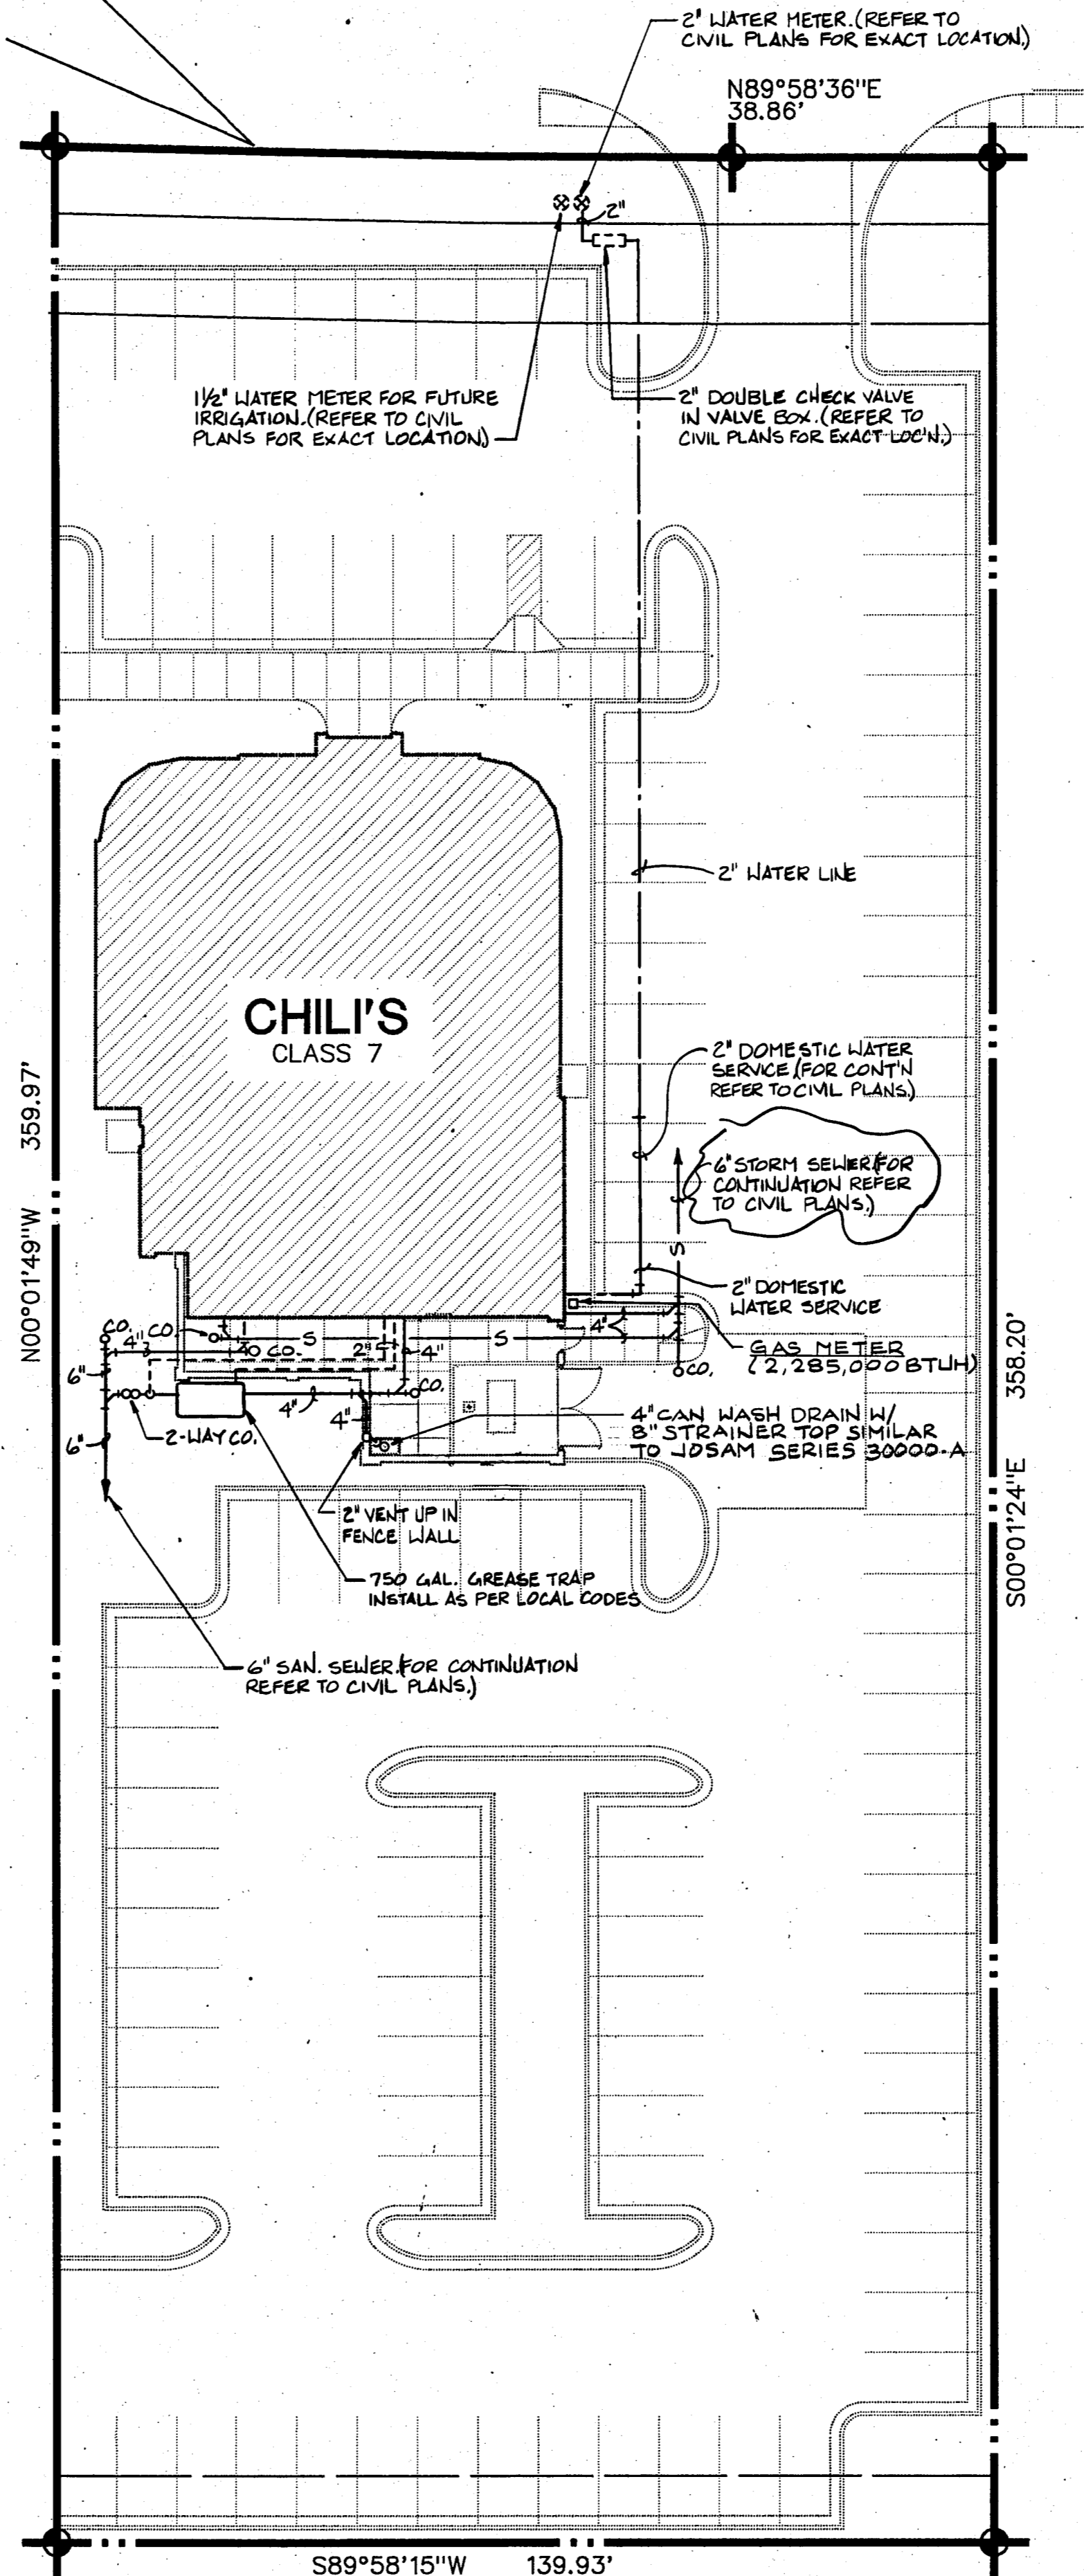 2" WATER METER.(REFER TO
CIVIL PLANS FOR EXACT LOCATION.)
N89°58'36"E
38.86'
2"
1½" WATER METER FOR FUTURE
IRRIGATION.(REFER TO CIVIL
PLANS FOR EXACT LOCATION.)
2" DOUBLE CHECK VALVE
IN VALVE BOX.(REFER TO
CIVIL PLANS FOR EXACT LOC'N.)
2" WATER LINE
CHILI'S
CLASS 7
2" DOMESTIC WATER
SERVICE (FOR CONT'N
REFER TO CIVIL PLANS.)
6" STORM SEWER(FOR
CONTINUATION REFER
TO CIVIL PLANS.)
S
2" DOMESTIC
WATER SERVICE
GAS METER
(2,285,000 BTUH)
N00°01'49"W 359.97'
S00°01'24"E 358.20'
CO.
4"
CO.
S
S
4"
CO.
2"
4"
6"
CO.
CO.
6"
2-WAY CO.
4"
4"
4" CAN WASH DRAIN W/
8" STRAINER TOP SIMILAR
TO JOSAM SERIES 30000-A
2" VENT UP IN
FENCE WALL
750 GAL. GREASE TRAP
INSTALL AS PER LOCAL CODES
6" SAN. SEWER.(FOR CONTINUATION
REFER TO CIVIL PLANS.)
S89°58'15"W 139.93'